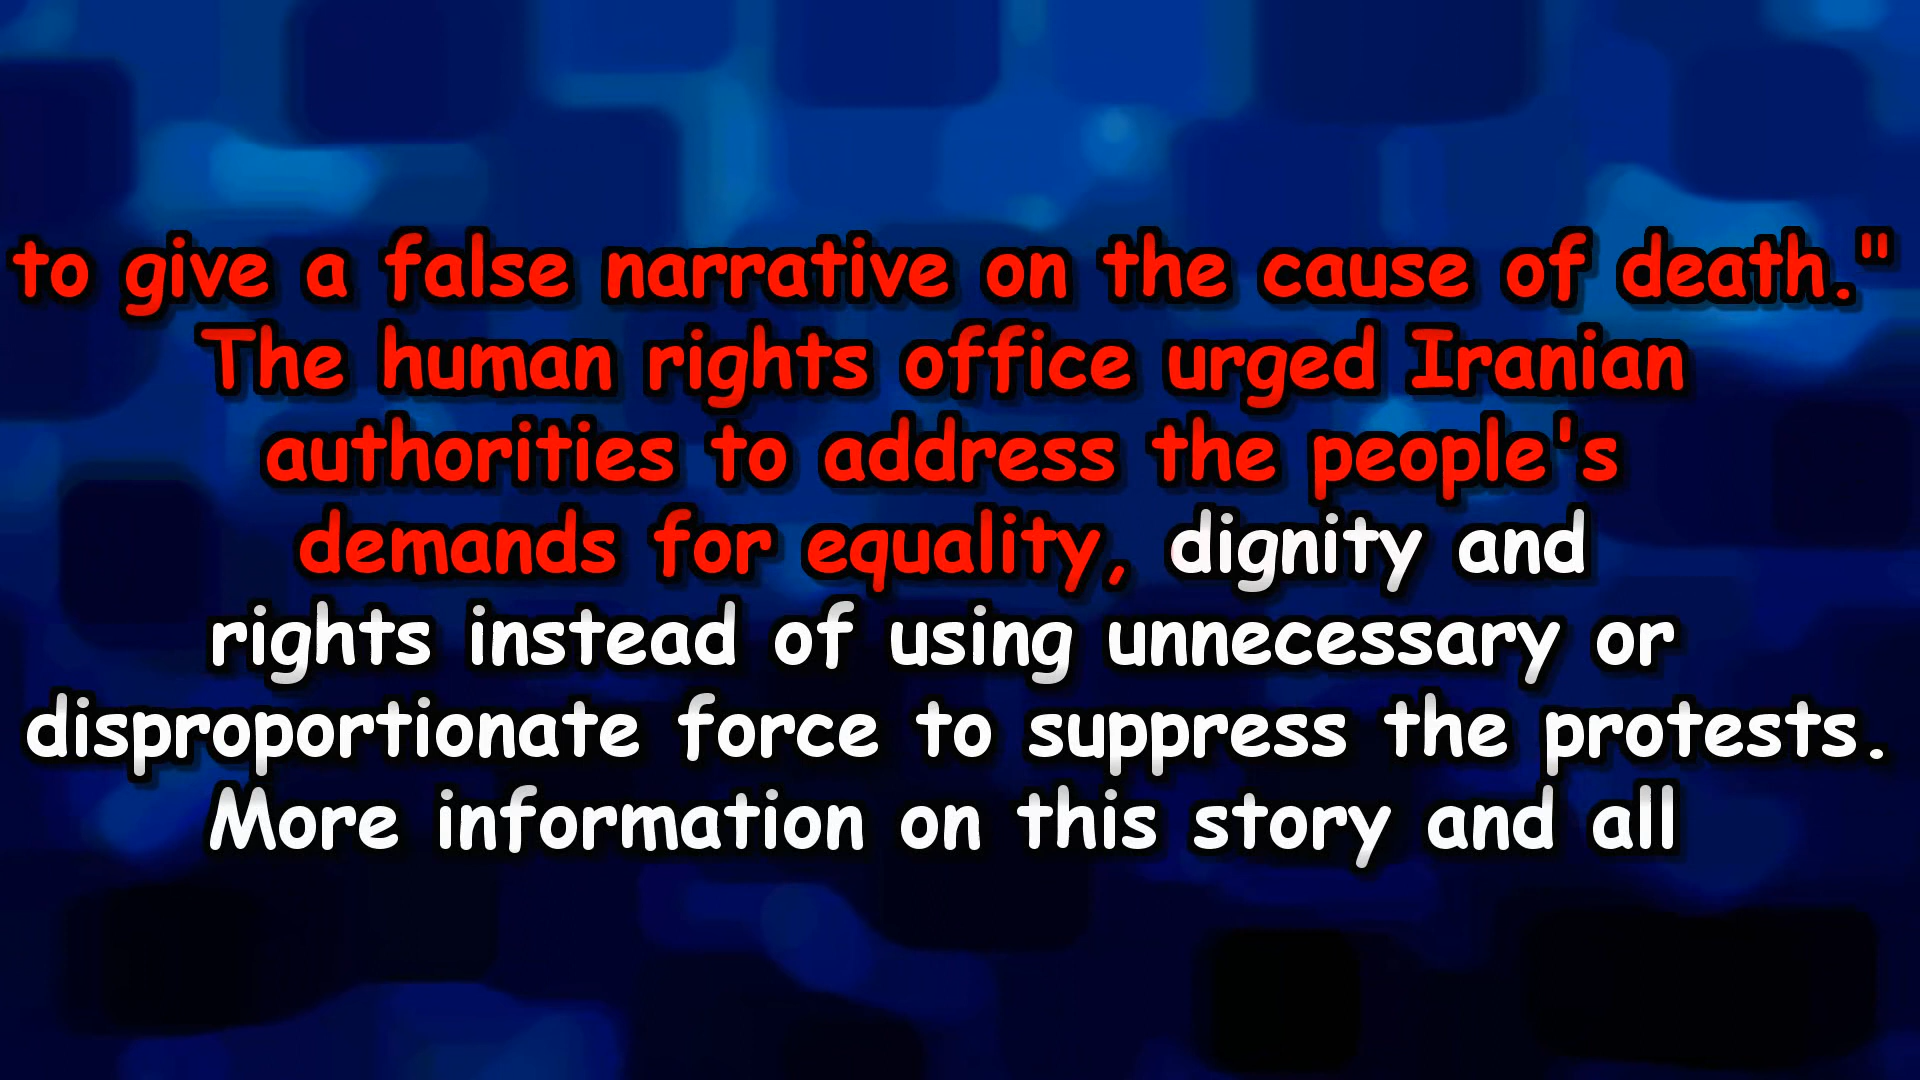 to give a false narrative on the cause of death."
The human rights office urged Iranian
authorities to address the people's
demands for equality, dignity and
rights instead of using unnecessary or
disproportionate force to suppress the protests.
More information on this story and all